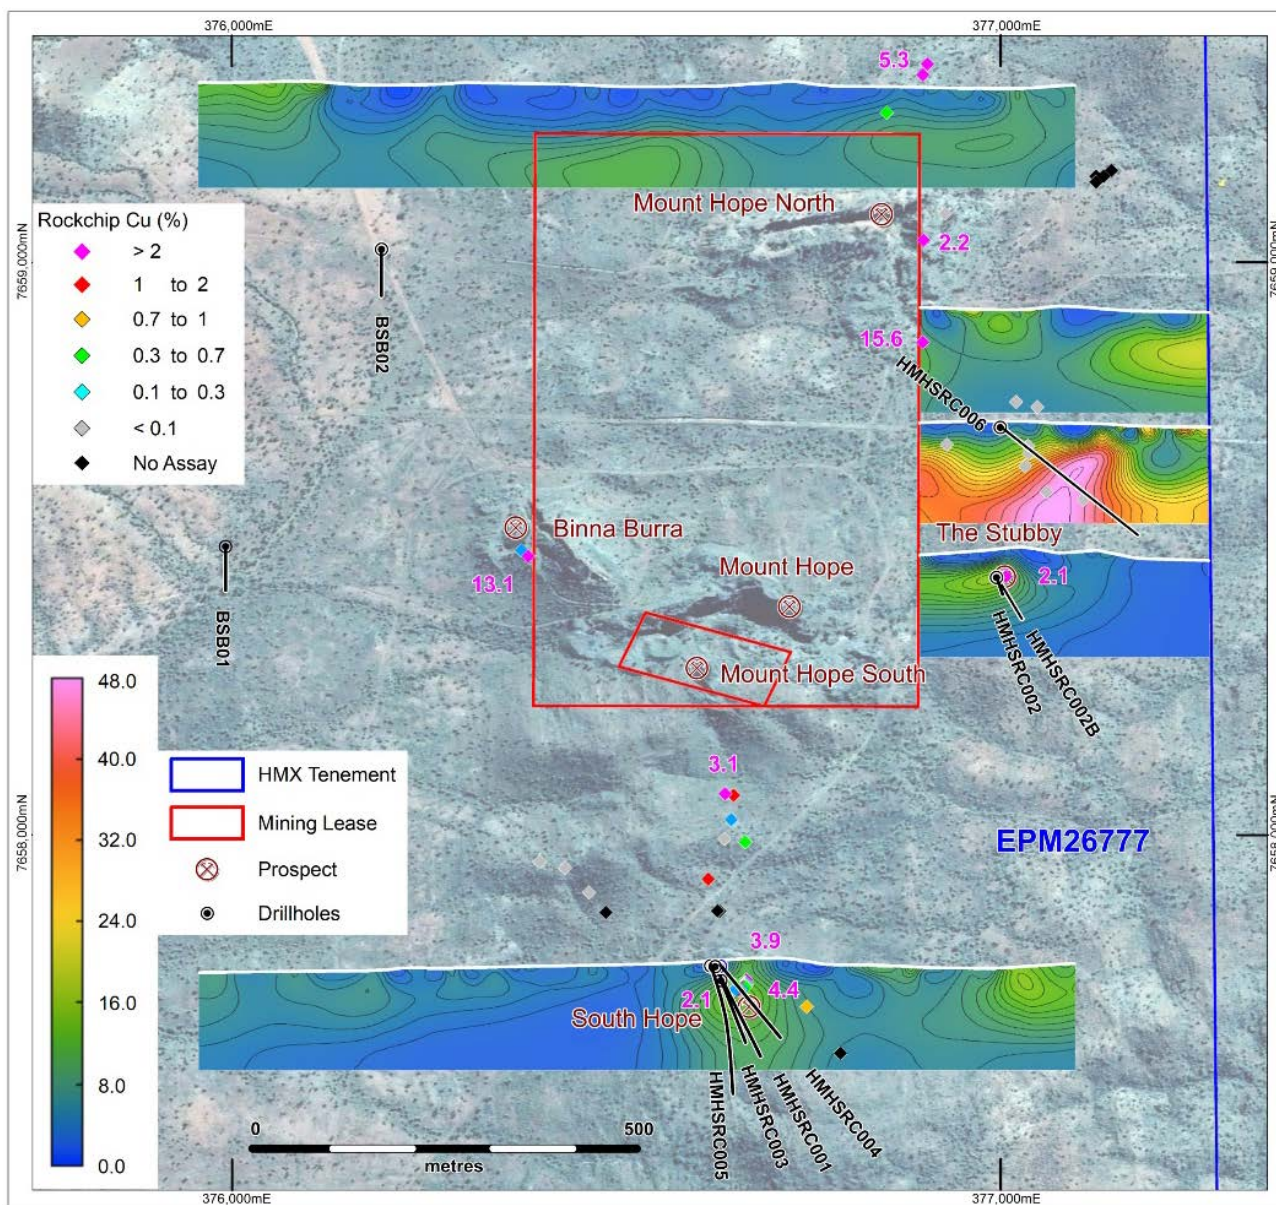 376,000mE
377,000mE
5.3
Mount Hope North
Rockchip Cu (%)
> 2
1 to 2
0.7 to 1
0.3 to 0.7
0.1 to 0.3
< 0.1
No Assay
7659,000mN
7659,000mN
2.2
BSB02
15.6
HMHSRC006
Binna Burra
The Stubby
13.1
Mount Hope
2.1
BSB01
HMHSRC002
HMHSRC002B
Mount Hope South
48.0
40.0
32.0
24.0
16.0
8.0
0.0
HMX Tenement
Mining Lease
Prospect
Drillholes
3.1
7658,000mN
7658,000mN
EPM26777
3.9
2.1
4.4
South Hope
HMHSRC005
HMHSRC003
HMHSRC001
HMHSRC004
0
500
metres
376,000mE
377,000mE